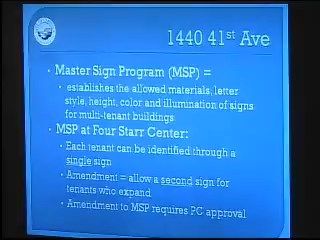 1440 41st Ave
• Master Sign Program (MSP) =
• establishes the allowed materials, letter
style, height, color and illumination of signs
for multi-tenant buildings
• MSP at Four Starr Center:
• Each tenant can be identified through a
single sign
• Amendment = allow a second sign for
tenants who expand
• Amendment to MSP requires PC approval